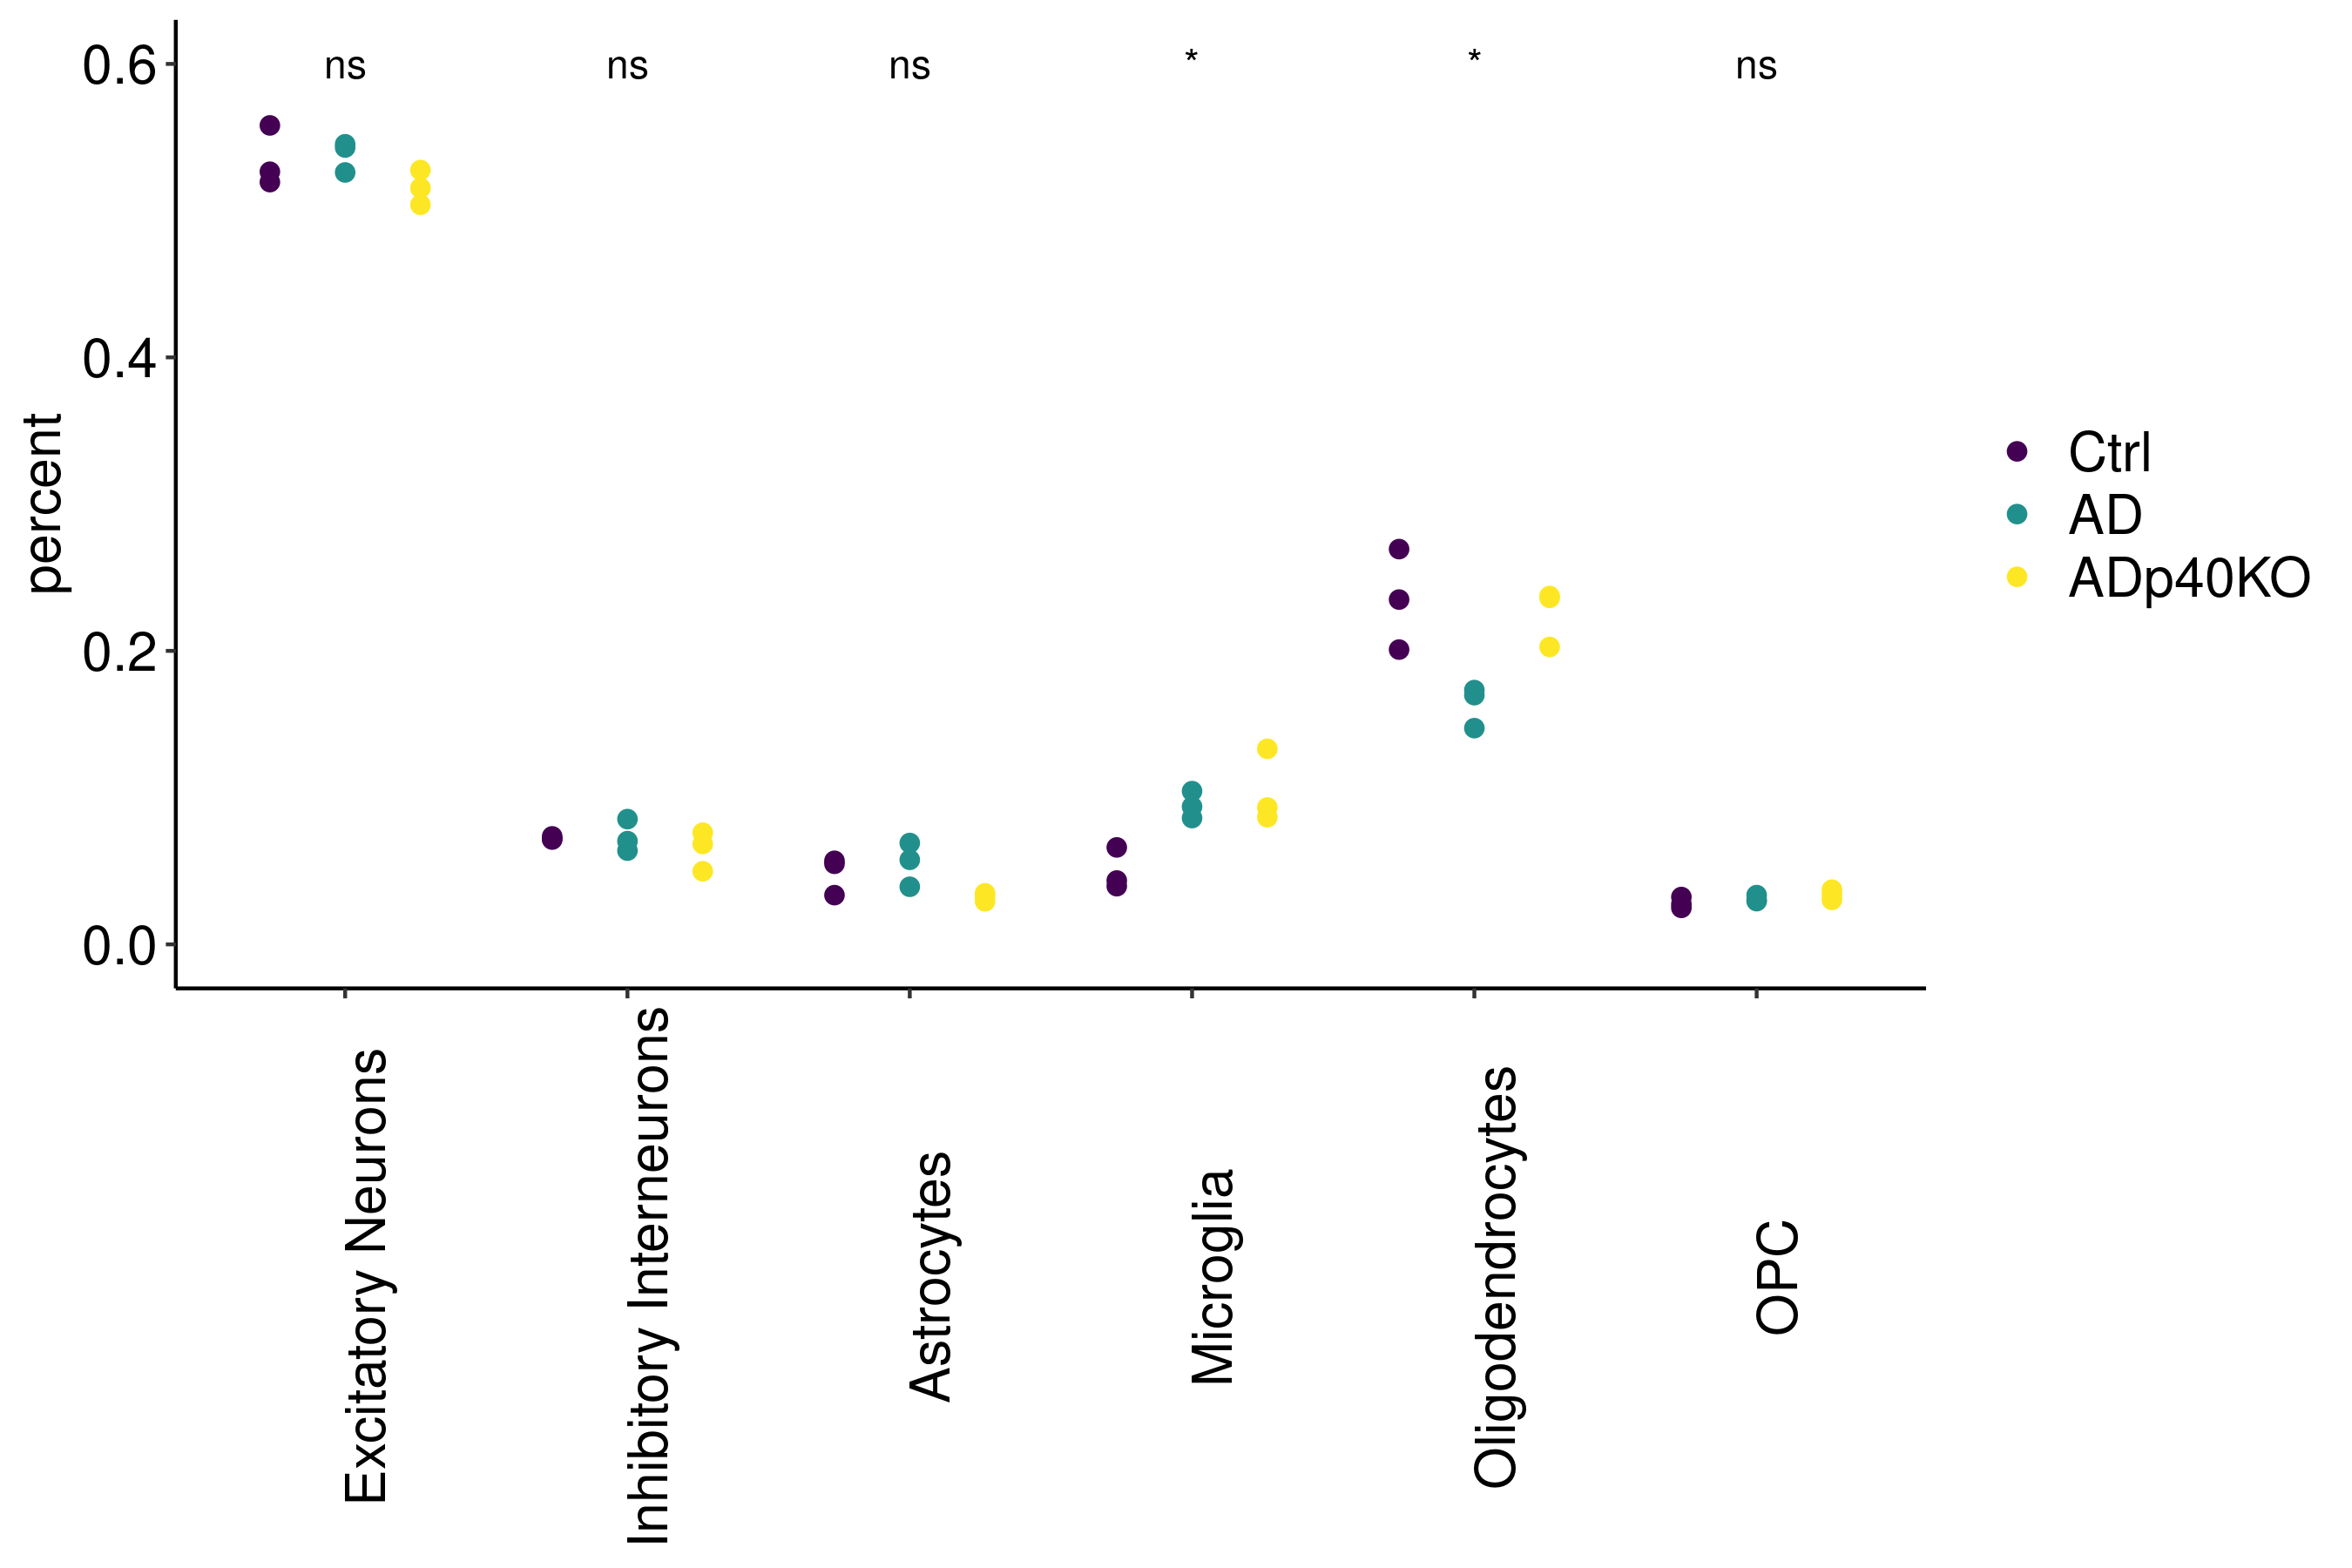 ns ns ns * * ns
0.6
0.4
0.2
0.0
percent
Ctrl
AD
ADp40KO
Excitatory Neurons
Inhibitory Interneurons
Astrocytes
Microglia
Oligodendrocytes
OPC